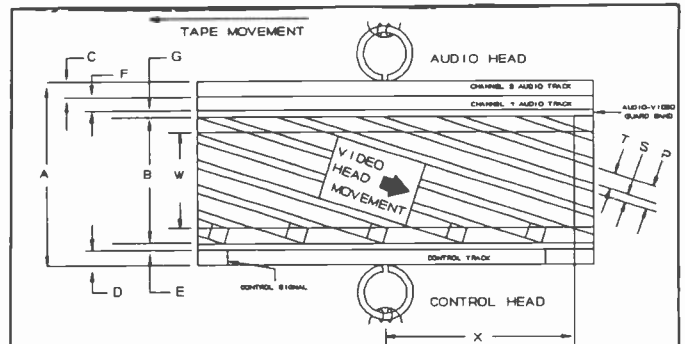 TAPE MOVEMENT
AUDIO HEAD
C
G
F
CHANNEL 2 AUDIO TRACK
CHANNEL 1 AUDIO TRACK
AUDIO-VIDEO
GUARD BAND
T
S
P
A
B
W
VIDEO
HEAD
MOVEMENT
D
E
CONTROL SIGNAL
CONTROL TRACK
CONTROL HEAD
X